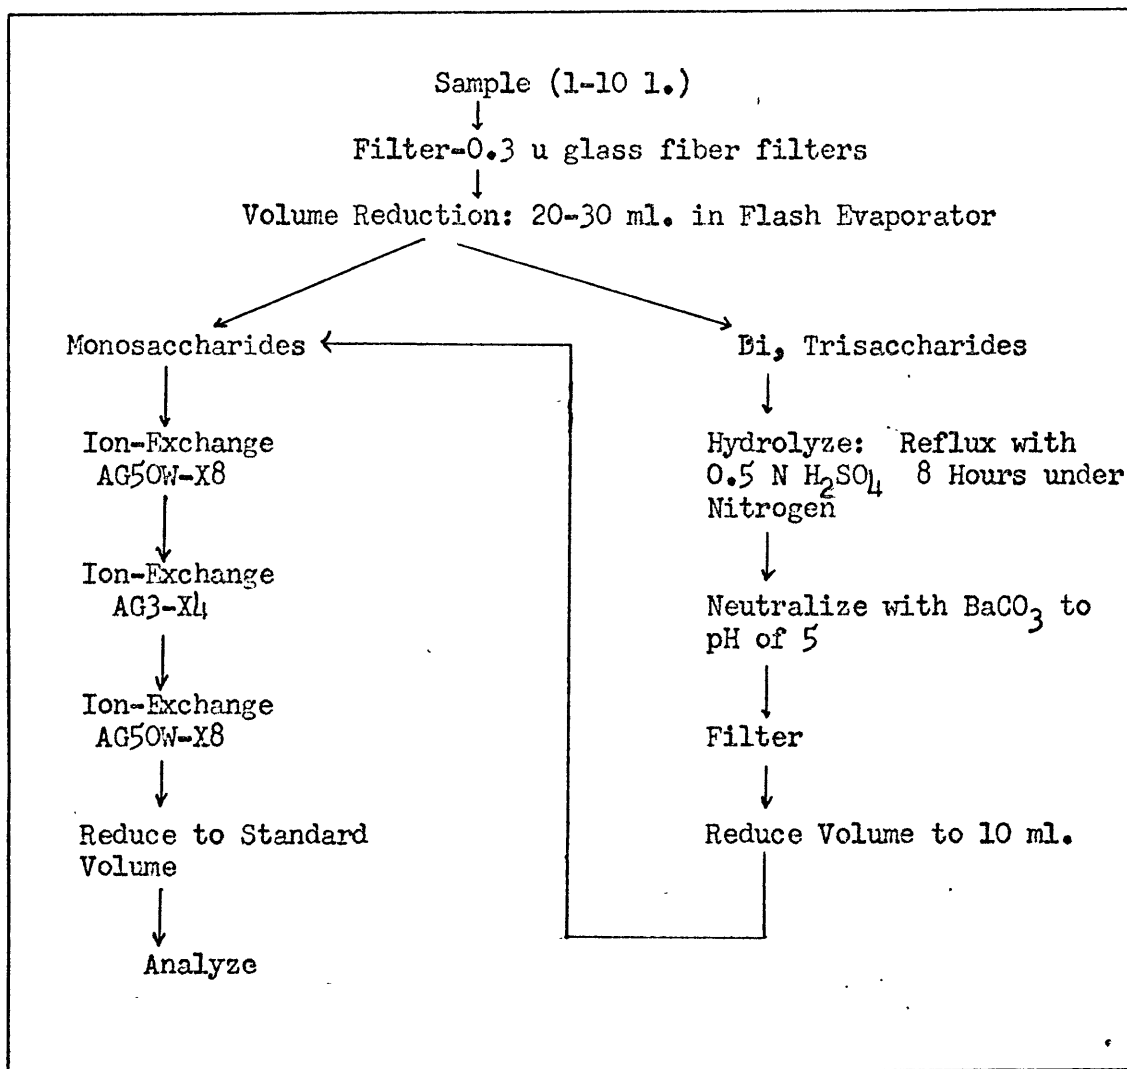 Sample (1-10 l.)
Filter-0.3 u glass fiber filters
Volume Reduction: 20-30 ml. in Flash Evaporator
Monosaccharides
Ion-Exchange
AG50W-X8
Ion-Exchange
AG3-X4
Ion-Exchange
AG50W-X8
Reduce to Standard
Volume
Analyze
Bi, Trisaccharides
Hydrolyze: Reflux with
0.5 N H₂SO₄ 8 Hours under
Nitrogen
Neutralize with BaCO₃ to
pH of 5
Filter
Reduce Volume to 10 ml.